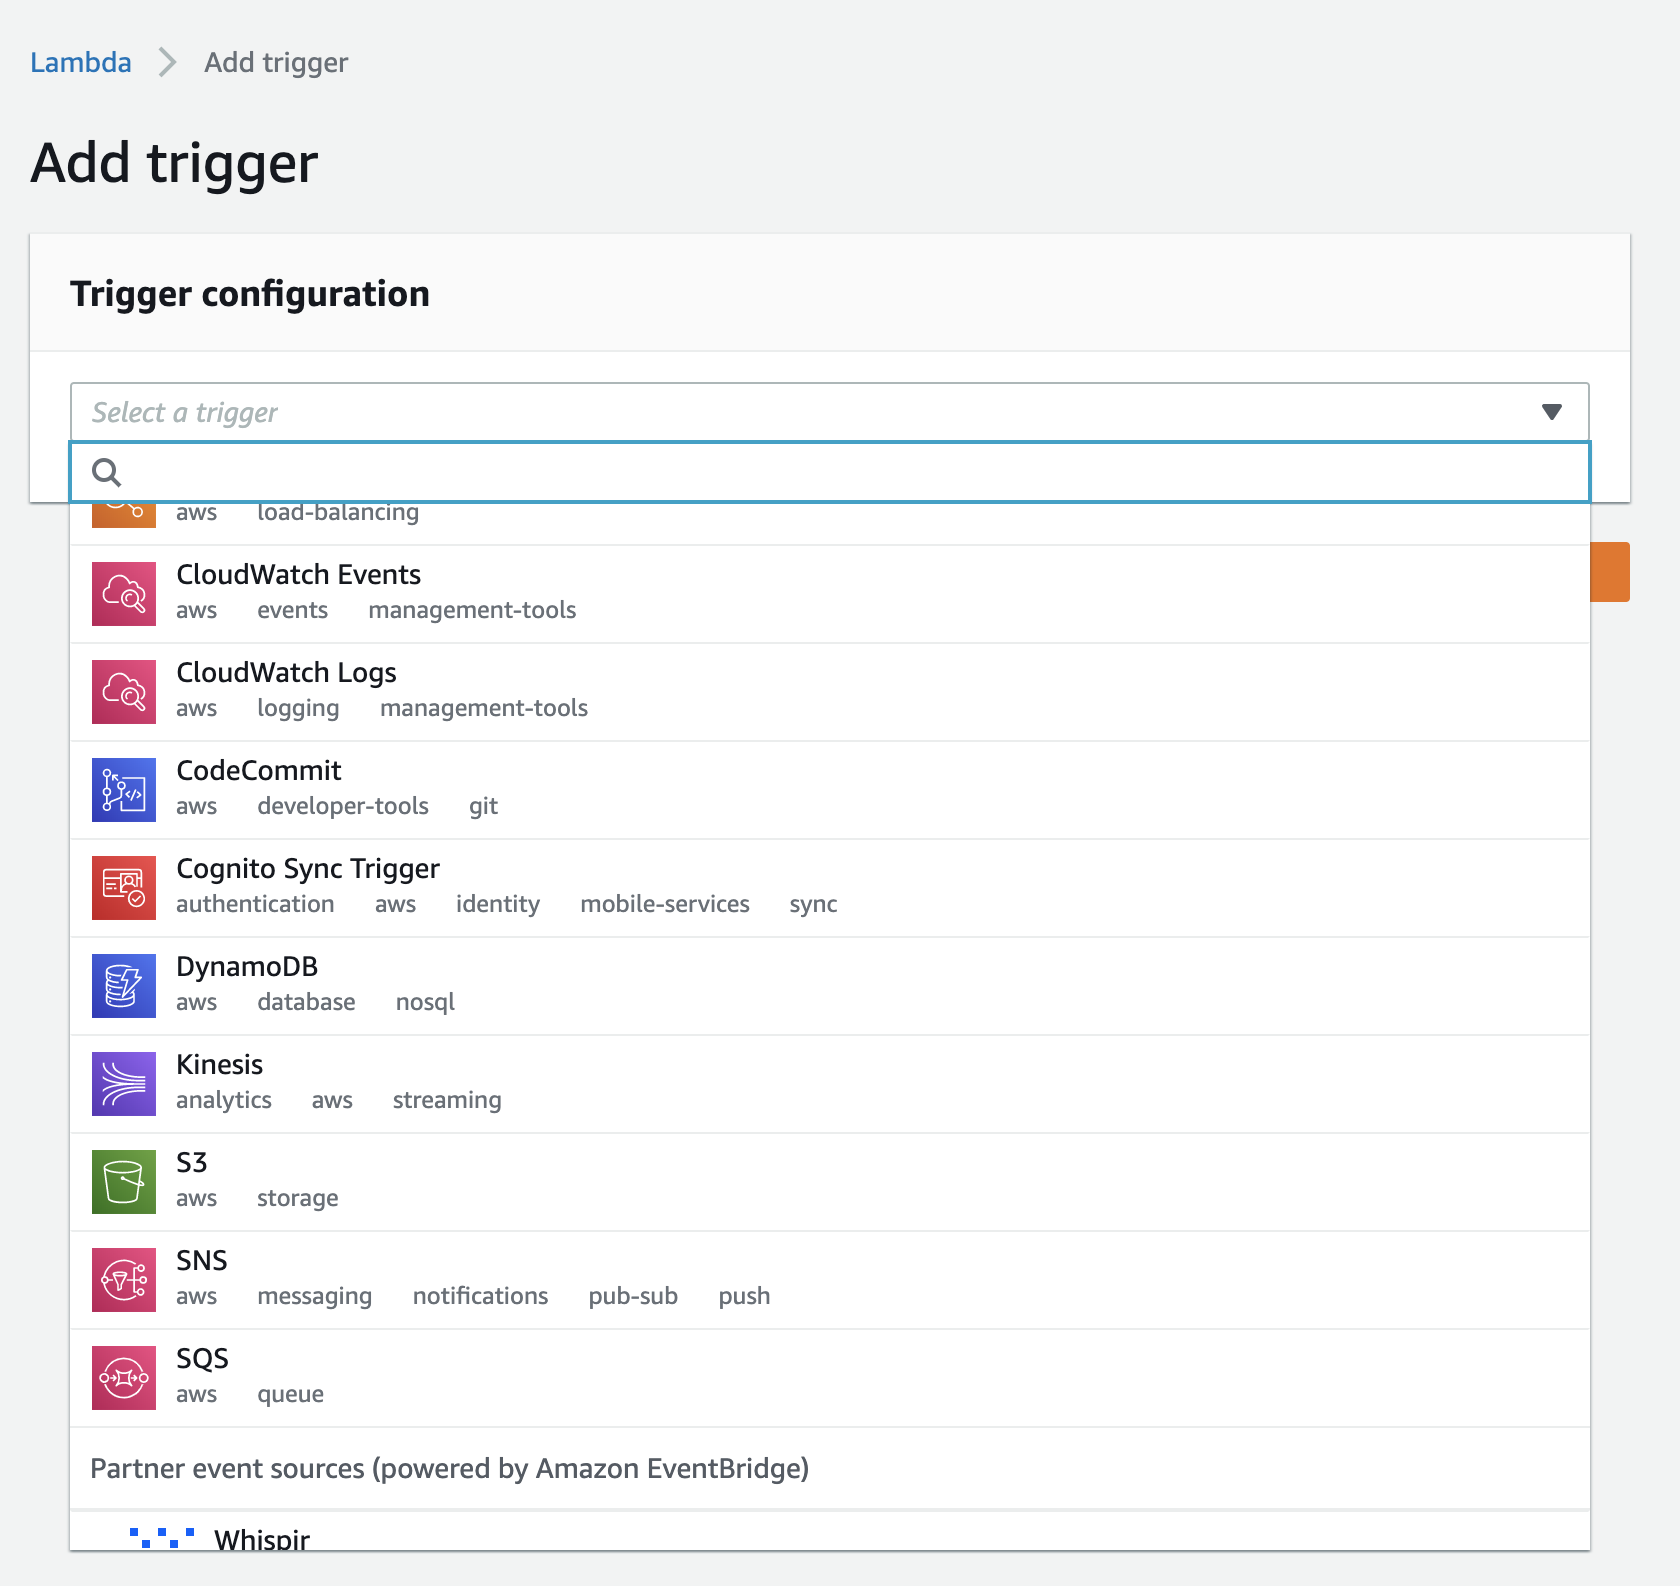 Lambda > Add trigger
Add trigger
Trigger configuration
Select a trigger
aws load-balancing
CloudWatch Events
aws events management-tools
CloudWatch Logs
aws logging management-tools
CodeCommit
aws developer-tools git
Cognito Sync Trigger
authentication aws identity mobile-services sync
DynamoDB
aws database nosql
Kinesis
analytics aws streaming
S3
aws storage
SNS
aws messaging notifications pub-sub push
SQS
aws queue
Partner event sources (powered by Amazon EventBridge)
Whispir